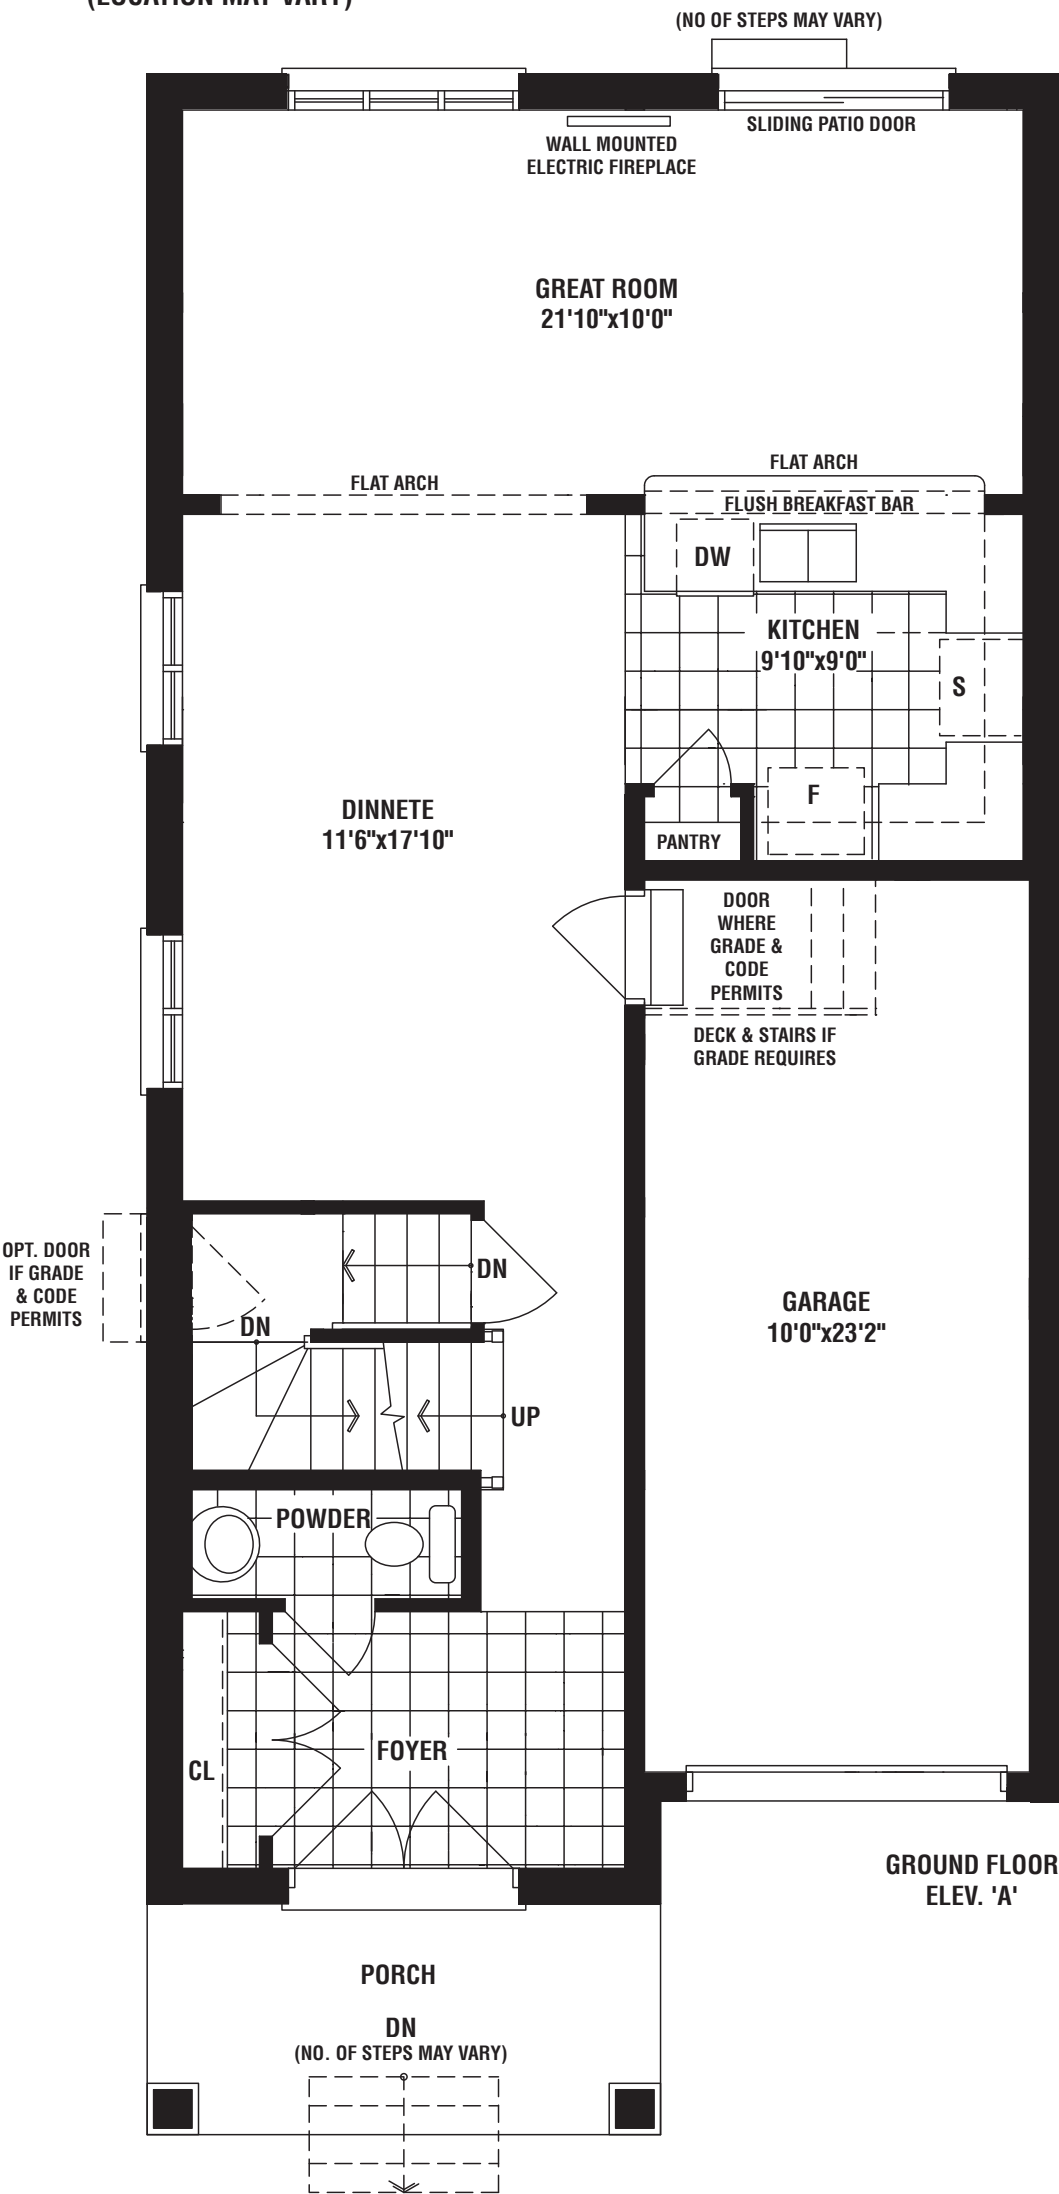 (LOCATION MAY VARY)
(NO OF STEPS MAY VARY)
SLIDING PATIO DOOR
WALL MOUNTED
ELECTRIC FIREPLACE
GREAT ROOM
21'10"x10'0"
FLAT ARCH
FLAT ARCH
FLUSH BREAKFAST BAR
DW
KITCHEN
9'10"x9'0"
S
F
PANTRY
DINNETE
11'6"x17'10"
DOOR
WHERE
GRADE &
CODE
PERMITS
DECK & STAIRS IF
GRADE REQUIRES
OPT. DOOR
IF GRADE
& CODE
PERMITS
DN
DN
UP
GARAGE
10'0"x23'2"
POWDER
FOYER
CL
GROUND FLOOR
ELEV. 'A'
PORCH
DN
(NO. OF STEPS MAY VARY)